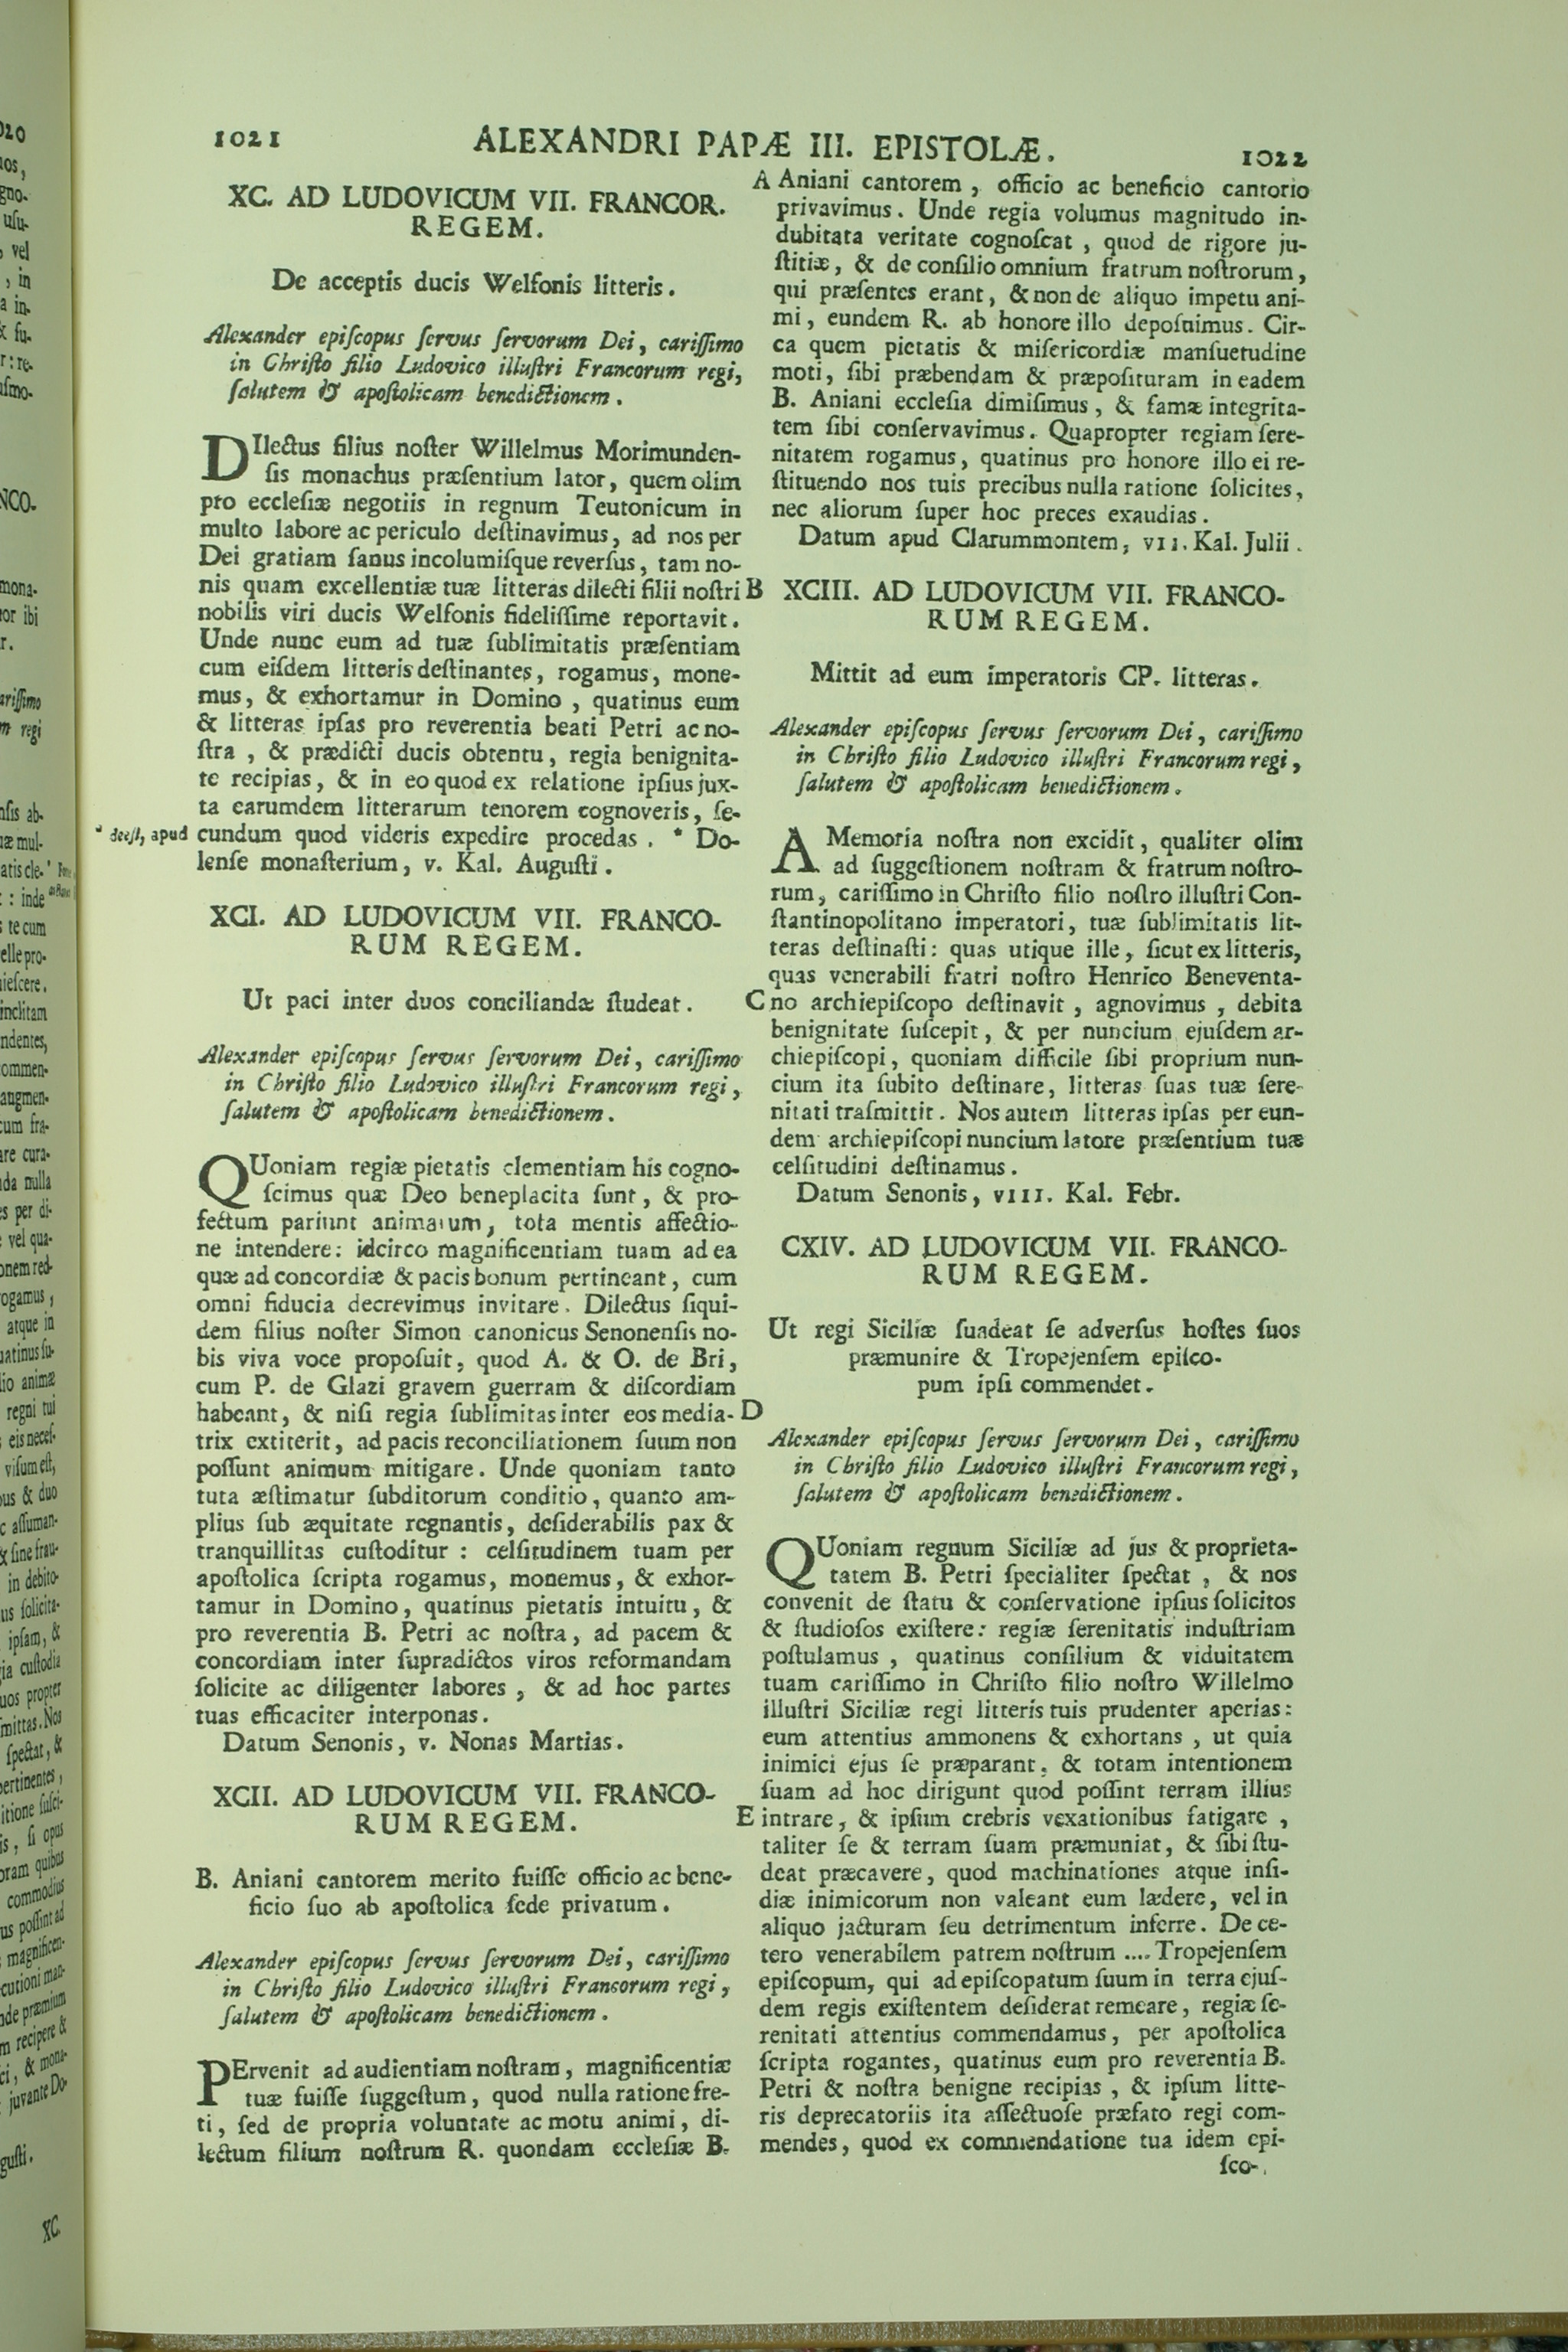 1021
ALEXANDRI PAPÆ III. EPISTOLÆ.
1022
XC. AD LUDOVICUM VII. FRANCOR.
REGEM.
De acceptis ducis Welfonis litteris.
Alexander epiſcopus ſervus ſervorum Dei, cariſſimo
in Chriſto filio Ludovico illuſtri Francorum regi,
ſalutem & apoſtolicam benedictionem.
DIlectus filius noſter Willelmus Morimunden-
ſis monachus præſentium lator, quem olim
pro eccleſiæ negotiis in regnum Teutonicum in
multo labore ac periculo deſtinavimus, ad nos per
Dei gratiam ſanus incolumiſque reverſus, tam no-
nis quam excellentiæ tuæ litteras dilecti filii noſtri
nobilis viri ducis Welfonis fideliſſime reportavit.
Unde nunc eum ad tuæ ſublimitatis præſentiam
cum eiſdem litteris deſtinantes, rogamus, mone-
mus, & exhortamur in Domino, quatinus eum
& litteras ipſas pro reverentia beati Petri ac no-
ſtra, & prædicti ducis obtentu, regia benignita-
te recipias, & in eo quod ex relatione ipſius jux-
ta earumdem litterarum tenorem cognoveris, ſe-
* deeſt, apud
cundum quod videris expedire procedas. * Do-
lenſe monaſterium, v. Kal. Auguſti.
XCI. AD LUDOVICUM VII. FRANCO-
RUM REGEM.
Ut paci inter duos conciliandæ ſtudeat.
Alexander epiſcopus ſervus ſervorum Dei, cariſſimo
in Chriſto filio Ludovico illuſtri Francorum regi,
ſalutem & apoſtolicam benedictionem.
QUoniam regiæ pietatis clementiam his cogno-
ſcimus quæ Deo beneplacita ſunt, & pro-
fectum pariunt animarum, tota mentis affectio-
ne intendere: idcirco magnificentiam tuam ad ea
quæ ad concordiæ & pacis bonum pertineant, cum
omni fiducia decrevimus invitare. Dilectus ſiqui-
dem filius noſter Simon canonicus Senonenſis no-
bis viva voce propoſuit, quod A. & O. de Bri,
cum P. de Glazi gravem guerram & diſcordiam
habeant, & niſi regia ſublimitas inter eos media-
trix extiterit, ad pacis reconciliationem ſuum non
poſſunt animum mitigare. Unde quoniam tanto
tuta æſtimatur ſubditorum conditio, quanto am-
plius ſub æquitate regnantis, deſiderabilis pax &
tranquillitas cuſtoditur: celſitudinem tuam per
apoſtolica ſcripta rogamus, monemus, & exhor-
tamur in Domino, quatinus pietatis intuitu, &
pro reverentia B. Petri ac noſtra, ad pacem &
concordiam inter ſupradictos viros reformandam
ſolicite ac diligenter labores, & ad hoc partes
tuas efficaciter interponas.
Datum Senonis, v. Nonas Martias.
XCII. AD LUDOVICUM VII. FRANCO-
RUM REGEM.
B. Aniani cantorem merito fuiſſe officio ac bene-
ficio ſuo ab apoſtolica ſede privatum.
Alexander epiſcopus ſervus ſervorum Dei, cariſſimo
in Chriſto filio Ludovico illuſtri Francorum regi,
ſalutem & apoſtolicam benedictionem.
PErvenit ad audientiam noſtram, magnificentiæ
tuæ fuiſſe ſuggeſtum, quod nulla ratione fre-
ti, ſed de propria voluntate ac motu animi, di-
lectum filium noſtrum R. quondam eccleſiæ B.
A Aniani cantorem, officio ac beneficio cantorio
privavimus. Unde regia volumus magnitudo in-
dubitata veritate cognoſcat, quod de rigore ju-
ſtitiæ, & de conſilio omnium fratrum noſtrorum,
qui præſentes erant, & non de aliquo impetu ani-
mi, eundem R. ab honore illo depoſuimus. Cir-
ca quem pietatis & miſericordiæ manſuetudine
moti, ſibi præbendam & præpoſituram in eadem
B. Aniani eccleſia dimiſimus, & famæ integrita-
tem ſibi conſervavimus. Quapropter regiam ſere-
nitatem rogamus, quatinus pro honore illo ei re-
ſtituendo nos tuis precibus nulla ratione ſolicites,
nec aliorum ſuper hoc preces exaudias.
Datum apud Clarummontem, VII. Kal. Julii.
B XCIII. AD LUDOVICUM VII. FRANCO-
RUM REGEM.
Mittit ad eum imperatoris CP. litteras.
Alexander epiſcopus ſervus ſervorum Dei, cariſſimo
in Chriſto filio Ludovico illuſtri Francorum regi,
ſalutem & apoſtolicam benedictionem.
A Memoria noſtra non excidit, qualiter olim
ad ſuggeſtionem noſtram & fratrum noſtro-
rum, cariſſimo in Chriſto filio noſtro illuſtri Con-
ſtantinopolitano imperatori, tuæ ſublimitatis lit-
teras deſtinaſti: quas utique ille, ſicut ex litteris,
quas venerabili fratri noſtro Henrico Beneventa-
C no archiepiſcopo deſtinavit, agnovimus, debita
benignitate ſuſcepit, & per nuncium ejuſdem ar-
chiepiſcopi, quoniam difficile ſibi proprium nun-
cium ita ſubito deſtinare, litteras ſuas tuæ ſere-
nitati traſmittit. Nos autem litteras ipſas per eun-
dem archiepiſcopi nuncium latore præſentium tuæ
celſitudini deſtinamus.
Datum Senonis, VIII. Kal. Febr.
CXIV. AD LUDOVICUM VII. FRANCO-
RUM REGEM.
Ut regi Siciliæ ſuadeat ſe adverſus hoſtes ſuos
præmunire & Tropejenſem epiſco-
pum ipſi commendet.
D
Alexander epiſcopus ſervus ſervorum Dei, cariſſimo
in Chriſto filio Ludovico illuſtri Francorum regi,
ſalutem & apoſtolicam benedictionem.
QUoniam regnum Siciliæ ad jus & proprieta-
tatem B. Petri ſpecialiter ſpectat, & nos
convenit de ſtatu & conſervatione ipſius ſolicitos
& ſtudioſos exiſtere: regiæ ſerenitatis induſtriam
poſtulamus, quatinus conſilium & viduitatem
tuam cariſſimo in Chriſto filio noſtro Willelmo
illuſtri Siciliæ regi litteris tuis prudenter aperias:
eum attentius ammonens & exhortans, ut quia
inimici ejus ſe præparant, & totam intentionem
ſuam ad hoc dirigunt quod poſſint terram illius
E intrare, & ipſum crebris vexationibus fatigare,
taliter ſe & terram ſuam præmuniat, & ſibi ſtu-
deat præcavere, quod machinationes atque inſi-
diæ inimicorum non valeant eum lædere, vel in
aliquo jacturam ſeu detrimentum inferre. De ce-
tero venerabilem patrem noſtrum .... Tropejenſem
epiſcopum, qui ad epiſcopatum ſuum in terra ejuſ-
dem regis exiſtentem deſiderat remeare, regiæ ſe-
renitati attentius commendamus, per apoſtolica
ſcripta rogantes, quatinus eum pro reverentia B.
Petri & noſtra benigne recipias, & ipſum litte-
ris deprecatoriis ita affectuoſe præfato regi com-
mendes, quod ex commendatione tua idem epi-
ſco-